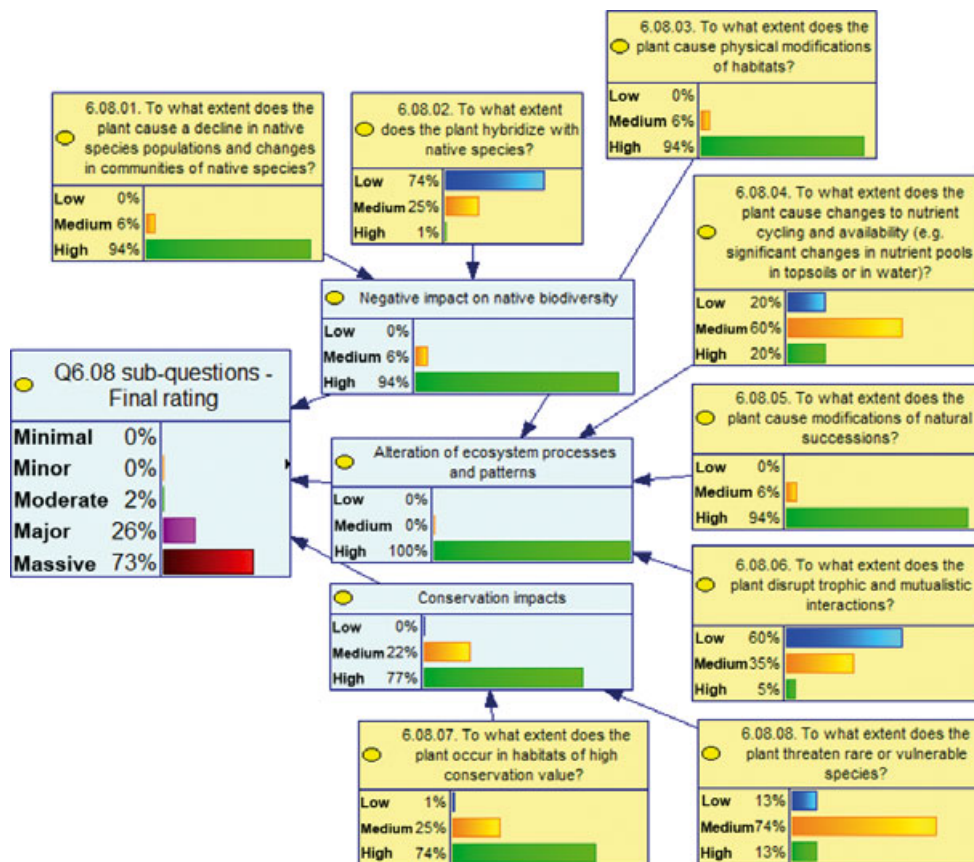 6.08.03. To what extent does the
plant cause physical modifications
of habitats?
Low 0%
Medium 6%
High 94%
6.08.01. To what extent does the
plant cause a decline in native
species populations and changes
in communities of native species?
Low 0%
Medium 6%
High 94%
6.08.02. To what extent
does the plant hybridize with
native species?
Low 74%
Medium 25%
High 1%
6.08.04. To what extent does the
plant cause changes to nutrient
cycling and availability (e.g.
significant changes in nutrient pools
in topsoils or in water)?
Low 20%
Medium 60%
High 20%
Negative impact on native biodiversity
Low 0%
Medium 6%
High 94%
Q6.08 sub-questions -
Final rating
Minimal 0%
Minor 0%
Moderate 2%
Major 26%
Massive 73%
Alteration of ecosystem processes
and patterns
Low 0%
Medium 0%
High 100%
6.08.05. To what extent does the
plant cause modifications of natural
successions?
Low 0%
Medium 6%
High 94%
Conservation impacts
Low 0%
Medium 22%
High 77%
6.08.06. To what extent does the
plant disrupt trophic and mutualistic
interactions?
Low 60%
Medium 35%
High 5%
6.08.07. To what extent does the
plant occur in habitats of high
conservation value?
Low 1%
Medium 25%
High 74%
6.08.08. To what extent does the
plant threaten rare or vulnerable
species?
Low 13%
Medium 74%
High 13%